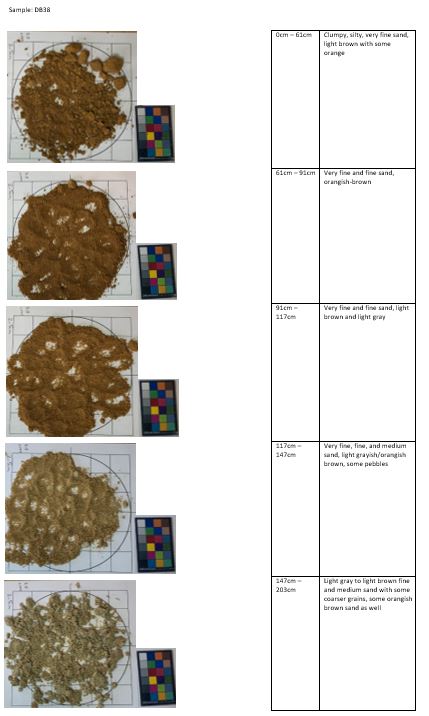 Sample: DB38
0cm – 61cm
Clumpy, silty, very fine sand,
light brown with some
orange
61cm – 91cm
Very fine and fine sand,
orangish-brown
91cm –
117cm
Very fine and fine sand, light
brown and light gray
117cm –
147cm
Very fine, fine, and medium
sand, light grayish/orangish
brown, some pebbles
147cm –
203cm
Light gray to light brown fine
and medium sand with some
coarser grains, some orangish
brown sand as well